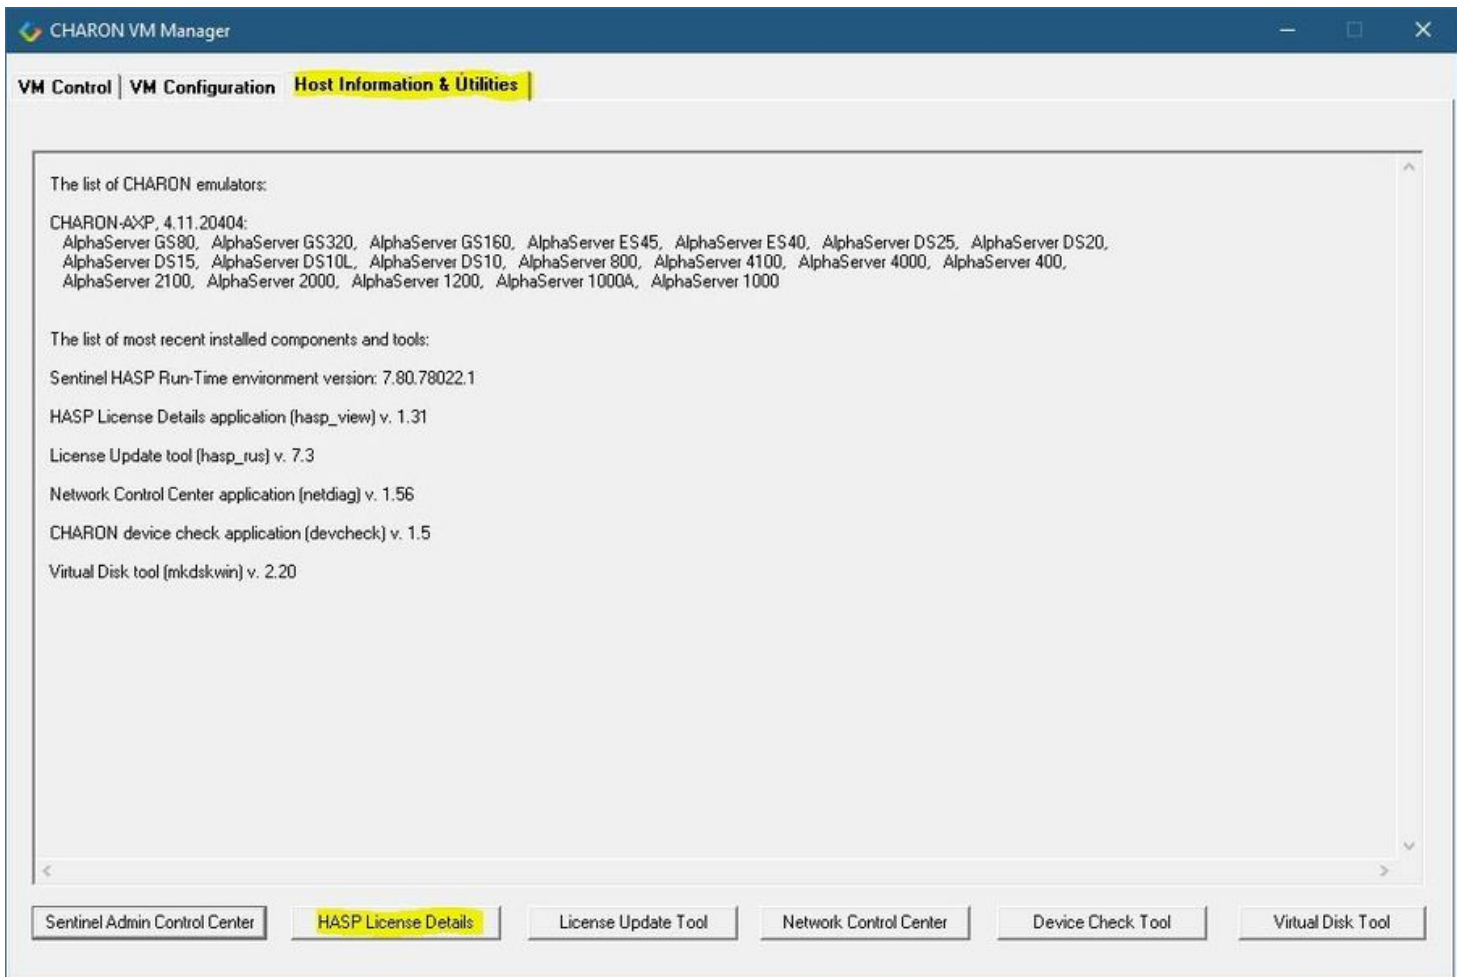 CHARON VM Manager
VM Control | VM Configuration Host Information & Utilities
The list of CHARON emulators:
CHARON-AXP, 4.11.20404:
AlphaServer GS80, AlphaServer GS320, AlphaServer GS160, AlphaServer ES45, AlphaServer ES40, AlphaServer DS25, AlphaServer DS20,
AlphaServer DS15, AlphaServer DS10L, AlphaServer DS10, AlphaServer 800, AlphaServer 4100, AlphaServer 4000, AlphaServer 400,
AlphaServer 2100, AlphaServer 2000, AlphaServer 1200, AlphaServer 1000A, AlphaServer 1000
The list of most recent installed components and tools:
Sentinel HASP Run-Time environment version: 7.80.78022.1
HASP License Details application (hasp_view) v. 1.31
License Update tool (hasp_rus) v. 7.3
Network Control Center application (netdiag) v. 1.56
CHARON device check application (devcheck) v. 1.5
Virtual Disk tool (mkdskwin) v. 2.20
Sentinel Admin Control Center HASP License Details License Update Tool Network Control Center Device Check Tool Virtual Disk Tool